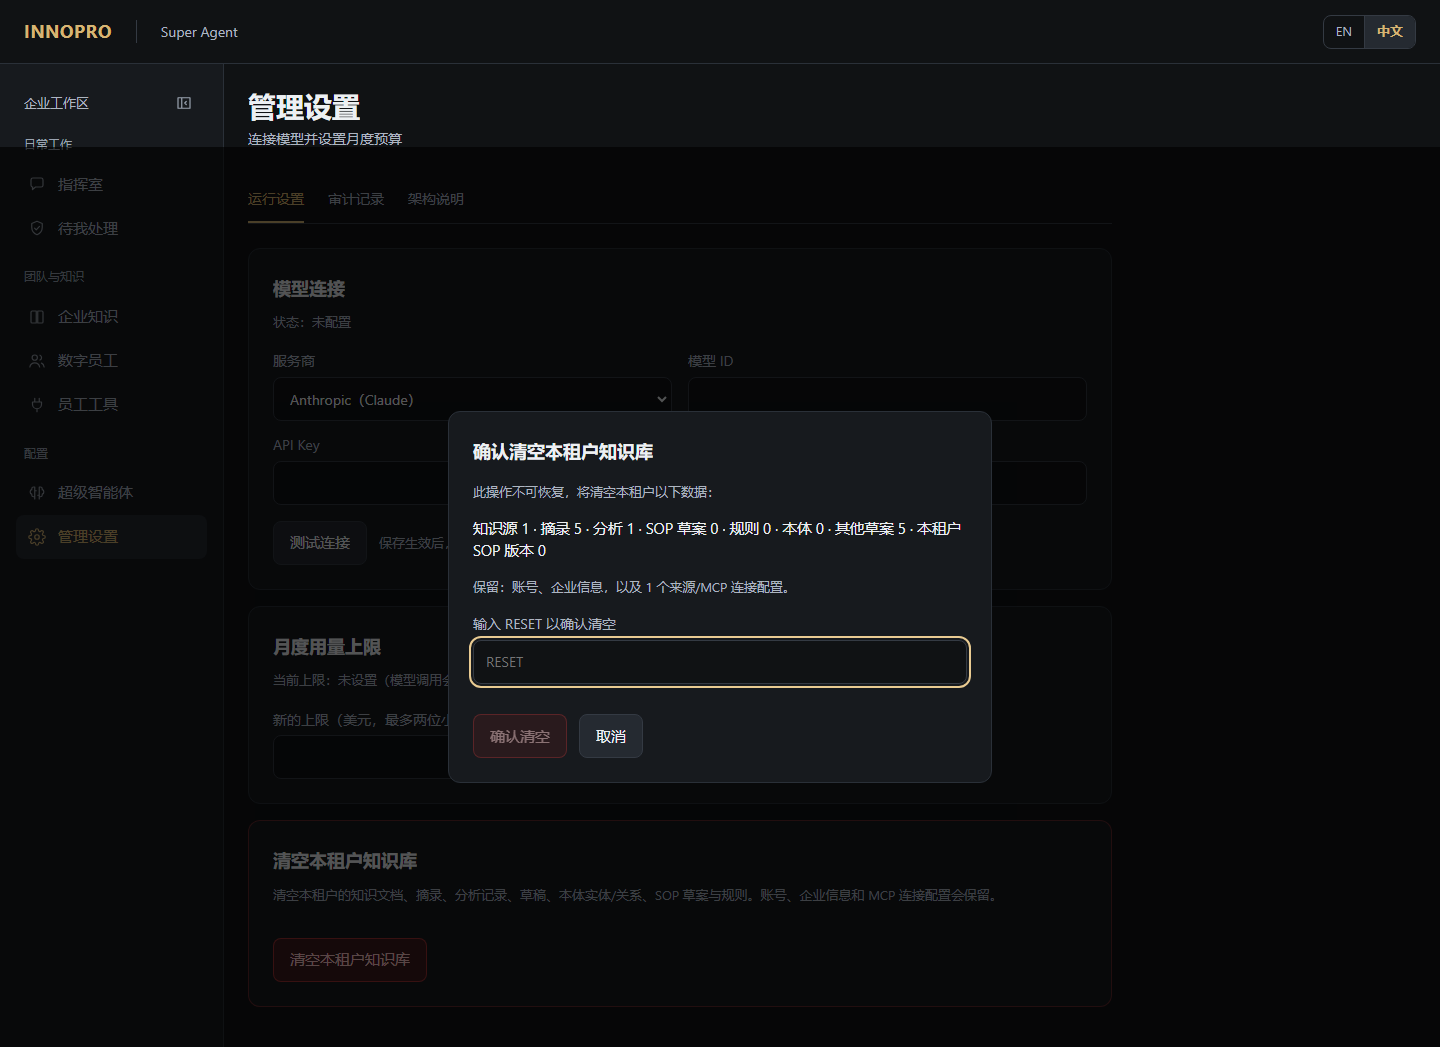 INNOPRO
Super Agent
EN
中文
企业工作区
日常工作
指挥室
待我处理
团队与知识
企业知识
数字员工
员工工具
配置
超级智能体
管理设置
管理设置
连接模型并设置月度预算
运行设置
审计记录
架构说明
模型连接
状态：未配置
服务商
模型 ID
Anthropic（Claude）
API Key
测试连接
保存生效后，
月度用量上限
当前上限：未设置（模型调用会
新的上限（美元，最多两位小
确认清空本租户知识库
此操作不可恢复，将清空本租户以下数据：
知识源 1 · 摘录 5 · 分析 1 · SOP 草案 0 · 规则 0 · 本体 0 · 其他草案 5 · 本租户
SOP 版本 0
保留：账号、企业信息，以及 1 个来源/MCP 连接配置。
输入 RESET 以确认清空
RESET
确认清空
取消
清空本租户知识库
清空本租户的知识文档、摘录、分析记录、草稿、本体实体/关系、SOP 草案与规则。账号、企业信息和 MCP 连接配置会保留。
清空本租户知识库